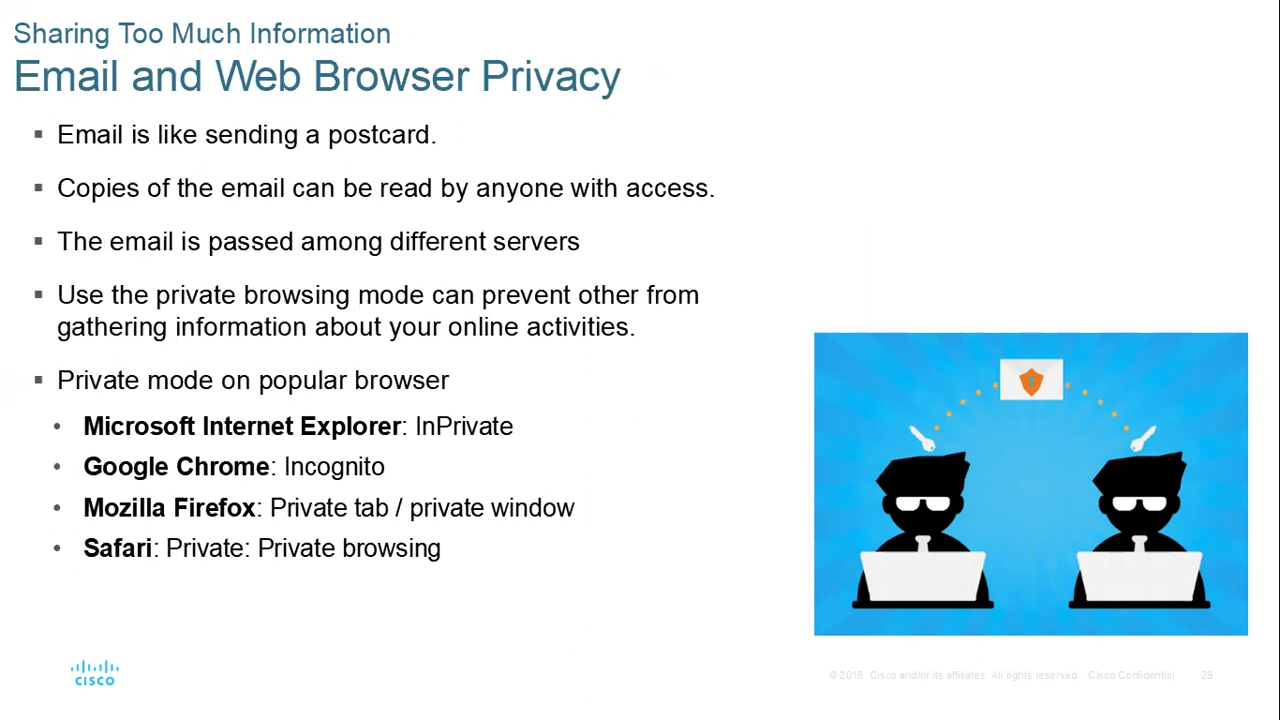 Sharing Too Much Information
Email and Web Browser Privacy
▪ Email is like sending a postcard.
▪ Copies of the email can be read by anyone with access.
▪ The email is passed among different servers
▪ Use the private browsing mode can prevent other from
gathering information about your online activities.
▪ Private mode on popular browser
• Microsoft Internet Explorer: InPrivate
• Google Chrome: Incognito
• Mozilla Firefox: Private tab / private window
• Safari: Private: Private browsing
CISCO
© 2016 Cisco and/or its affiliates. All rights reserved. Cisco Confidential 25